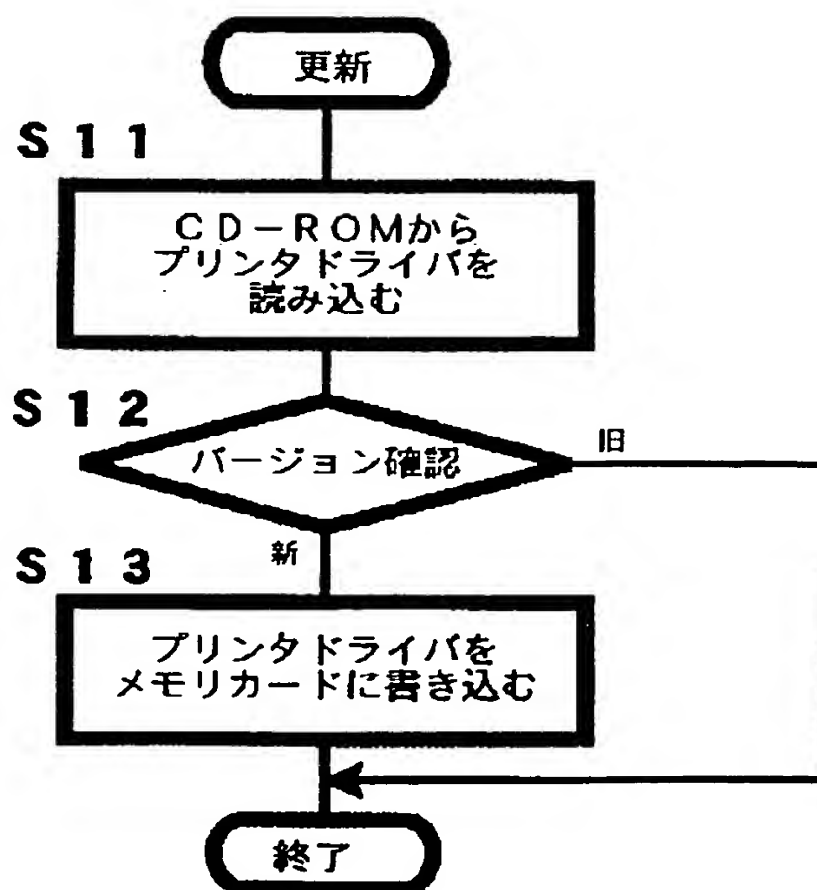 更新
S11
CD-ROMから
プリンタドライバを
読み込む
S12
バージョン確認
旧
新
S13
プリンタドライバを
メモリカードに書き込む
終了